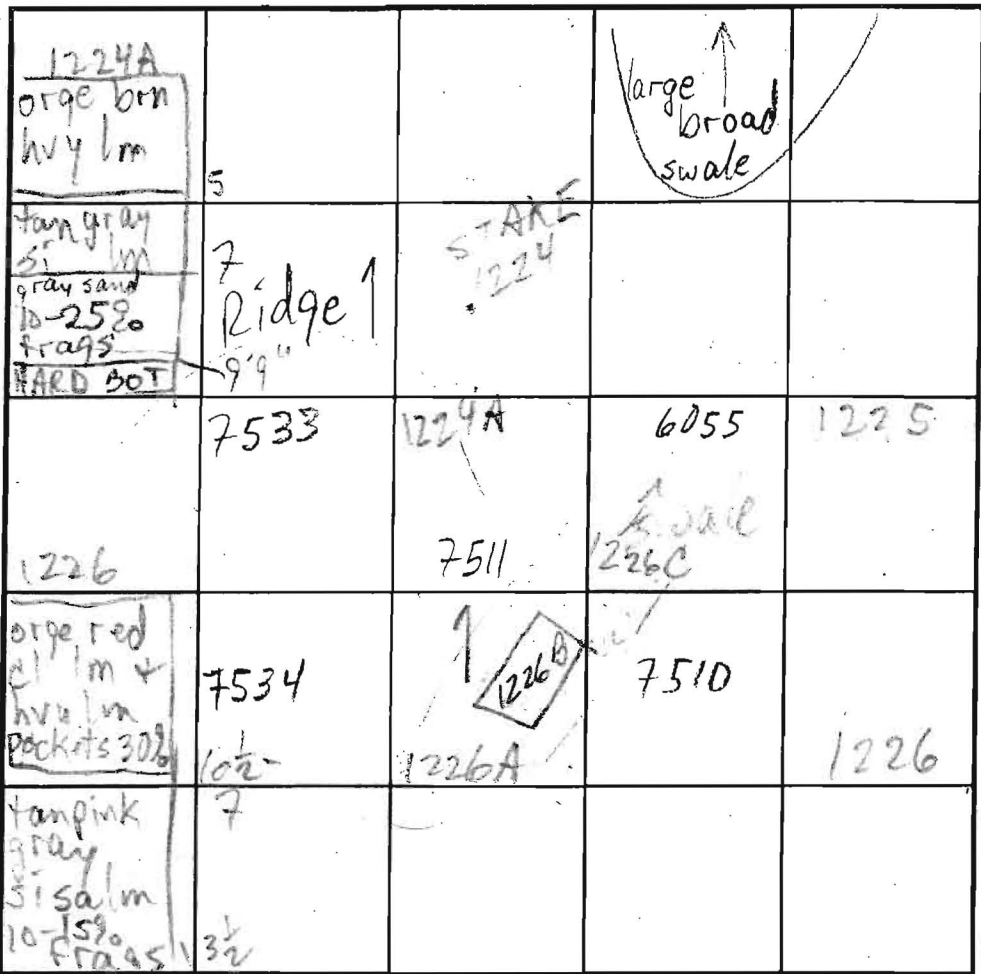 1224A
orge brn
hvy lm
5
large
broad
swale
tan gray
si lm
gray sand
10-25%
frags
HARD BOT
7
Ridge 1
9'9"
STAKE
1224
7533
1224A
6055
1225
1226
7511
swale
1226C
orge red
cl lm +
hvy lm
pockets 30%
7534
10½-
1226B
1226A
7510
1226
tan pink
gray
si sa lm
10-15%
frags
7
3½